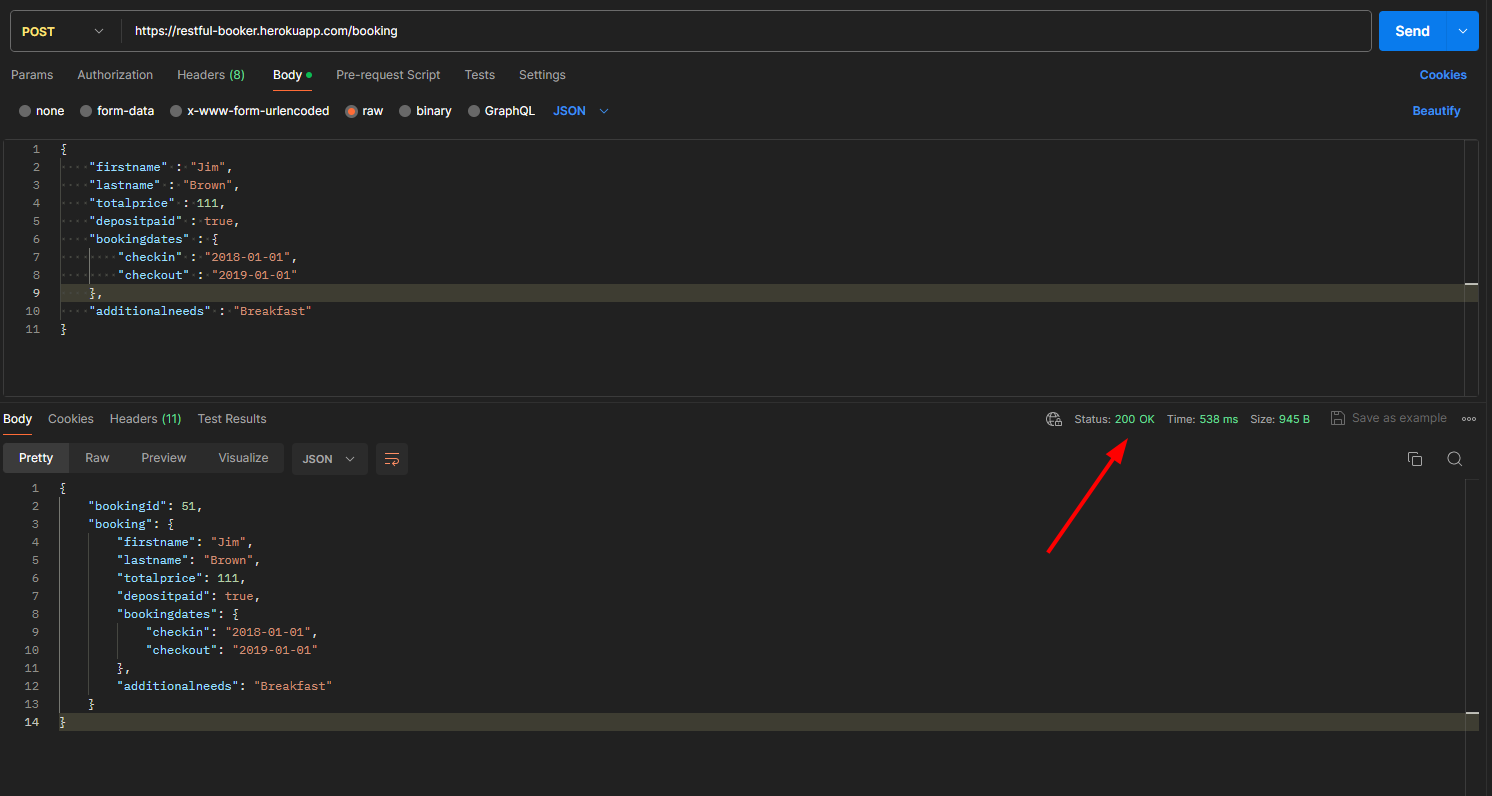 POST https://restful-booker.herokuapp.com/booking Send
Params Authorization Headers (8) Body Pre-request Script Tests Settings Cookies
none form-data x-www-form-urlencoded raw binary GraphQL JSON Beautify
1 {
2 "firstname" : "Jim",
3 "lastname" : "Brown",
4 "totalprice" : 111,
5 "depositpaid" : true,
6 "bookingdates" : {
7 "checkin" : "2018-01-01",
8 "checkout" : "2019-01-01"
9 },
10 "additionalneeds" : "Breakfast"
11 }
Body Cookies Headers (11) Test Results Status: 200 OK Time: 538 ms Size: 945 B Save as example
Pretty Raw Preview Visualize JSON
1 {
2 "bookingid": 51,
3 "booking": {
4 "firstname": "Jim",
5 "lastname": "Brown",
6 "totalprice": 111,
7 "depositpaid": true,
8 "bookingdates": {
9 "checkin": "2018-01-01",
10 "checkout": "2019-01-01"
11 },
12 "additionalneeds": "Breakfast"
13 }
14 }